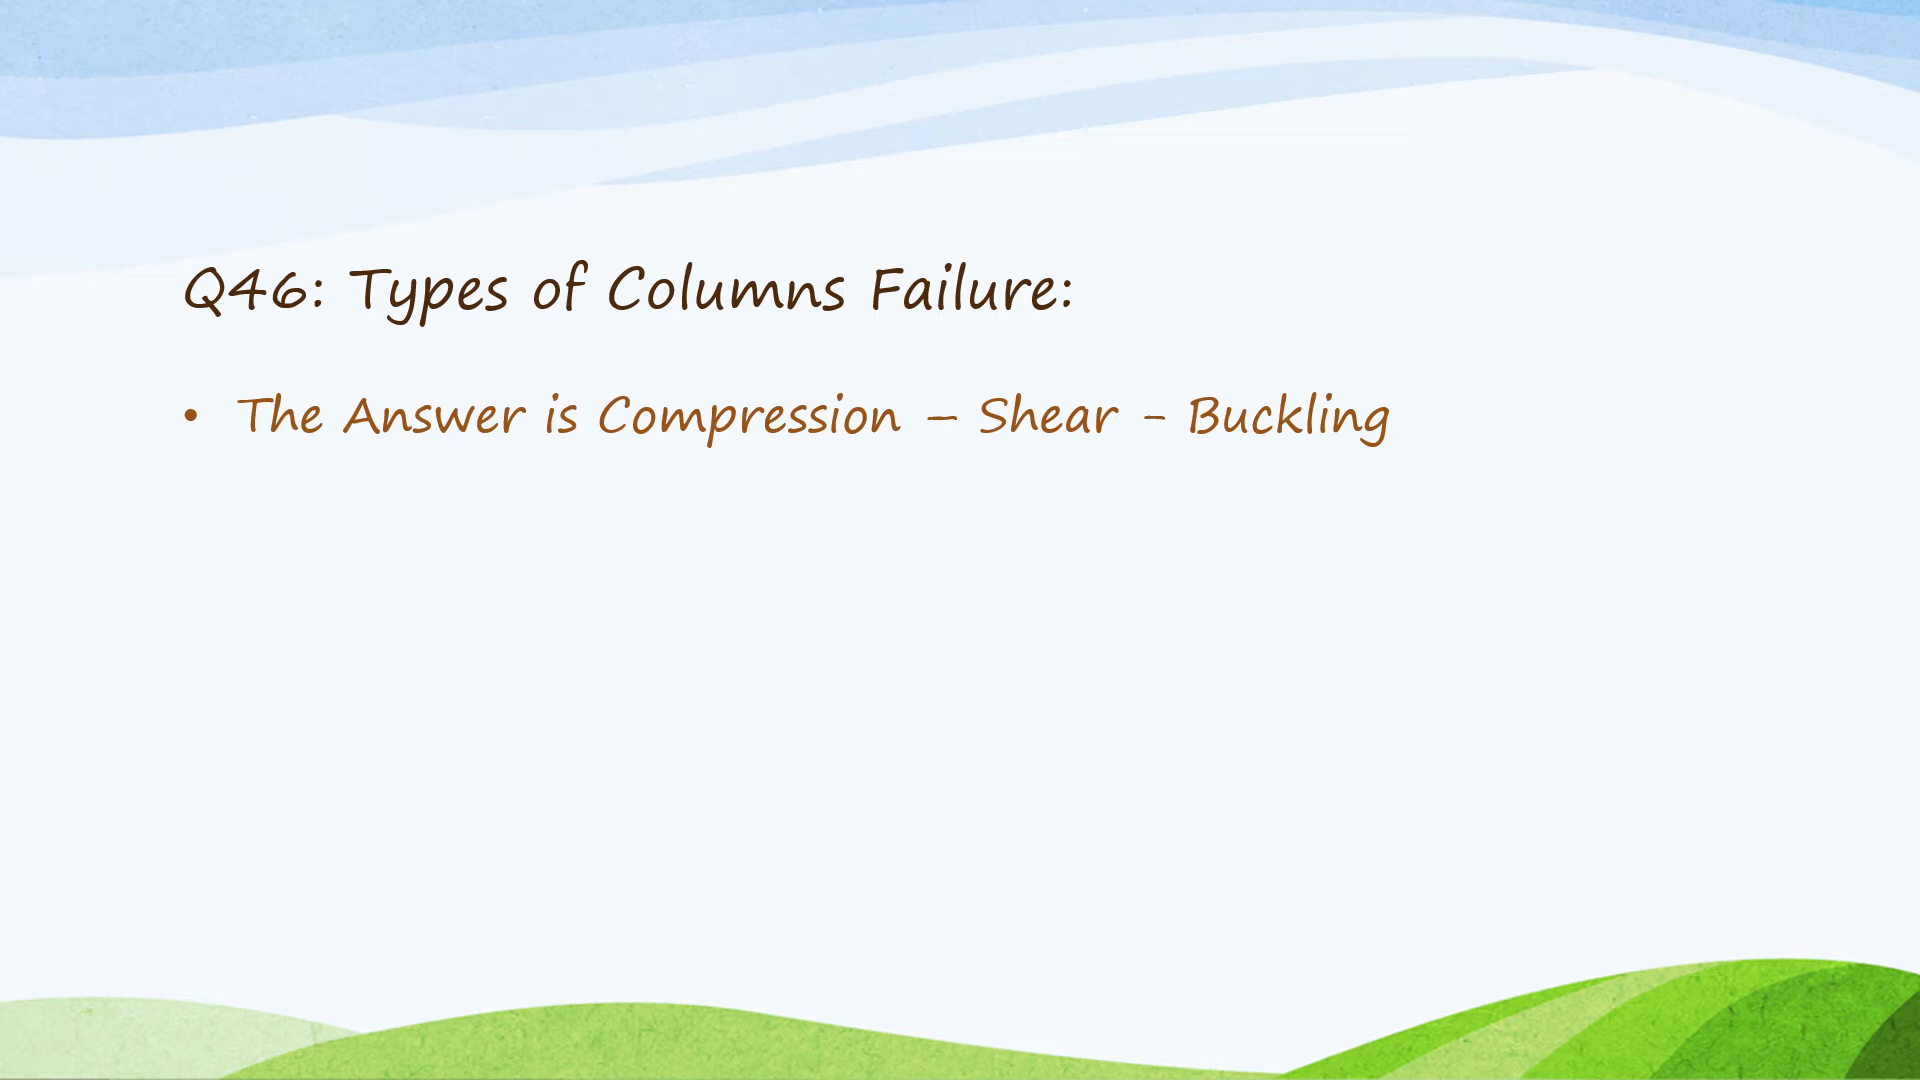 Q46: Types of Columns Failure:
• The Answer is Compression – Shear - Buckling